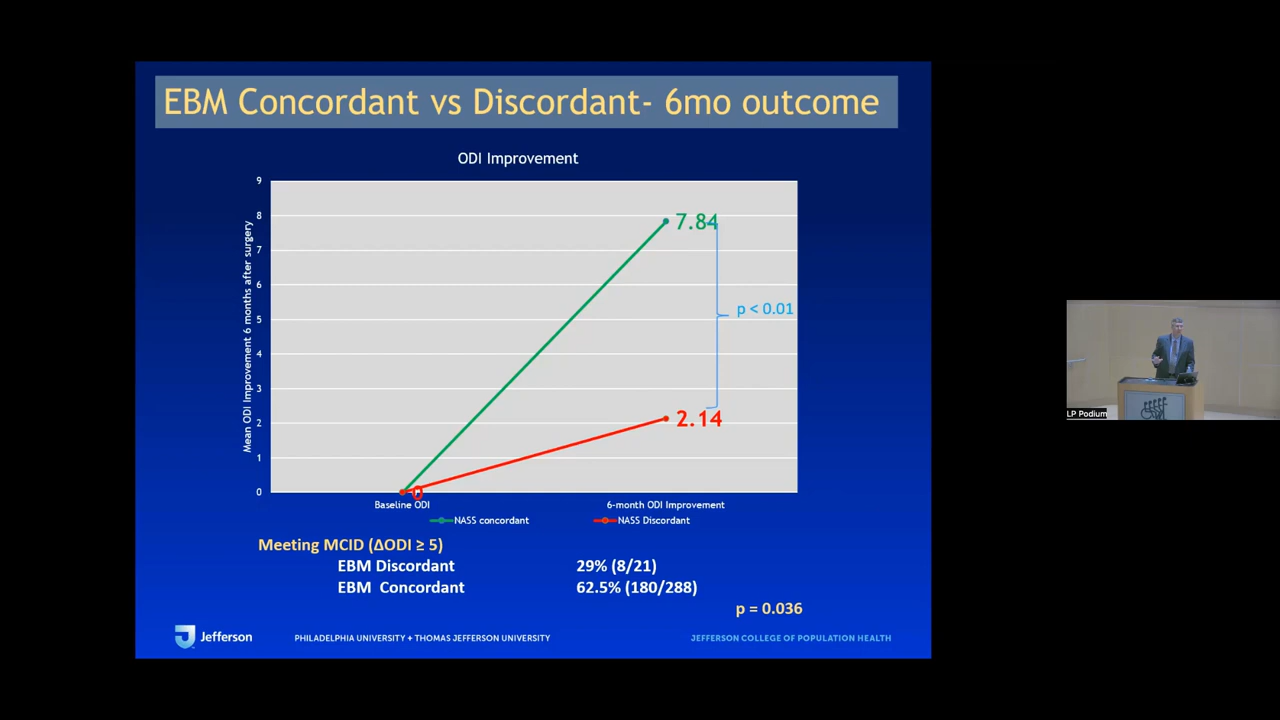 EBM Concordant vs Discordant- 6mo outcome
ODI Improvement
Mean ODI Improvement 6 months after surgery
9
8
7
6
5
4
3
2
1
0
7.84
p < 0.01
2.14
0
Baseline ODI
6-month ODI Improvement
NASS concordant
NASS Discordant
Meeting MCID (ΔODI ≥ 5)
EBM Discordant 29% (8/21)
EBM Concordant 62.5% (180/288)
p = 0.036
Jefferson
PHILADELPHIA UNIVERSITY + THOMAS JEFFERSON UNIVERSITY
JEFFERSON COLLEGE OF POPULATION HEALTH
LP Podium